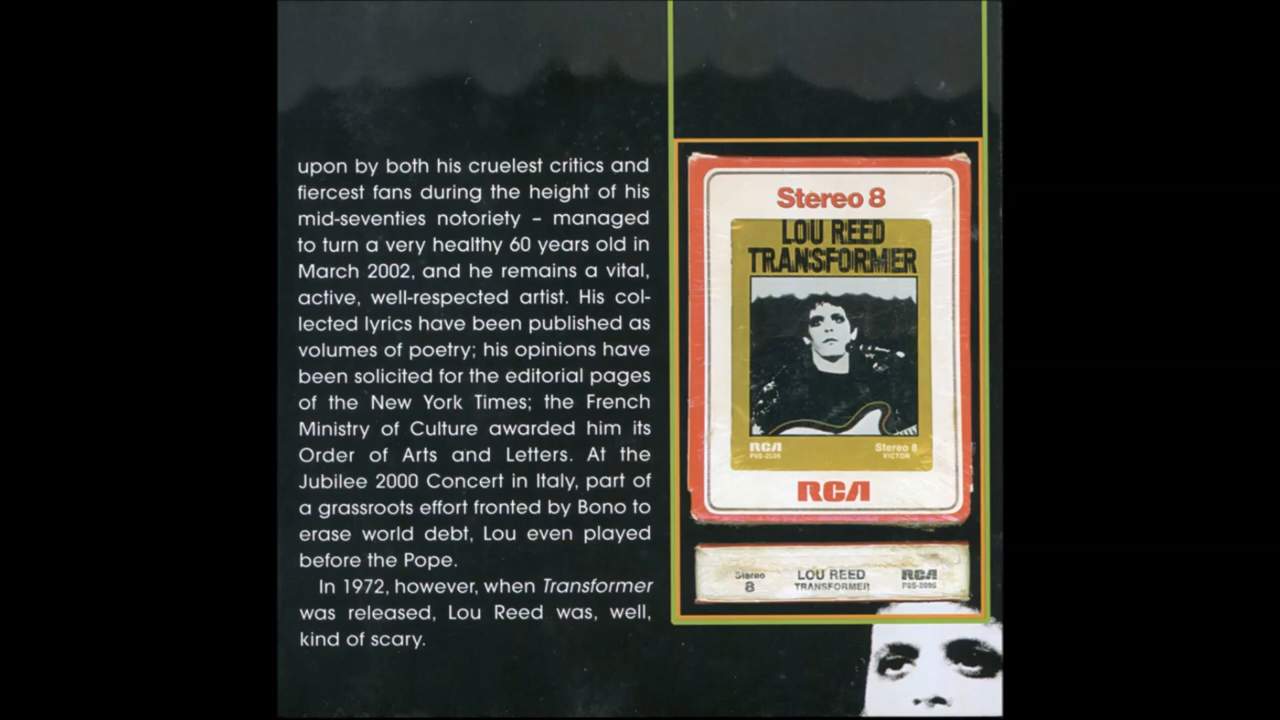 upon by both his cruelest critics and
fiercest fans during the height of his
mid-seventies notoriety – managed
to turn a very healthy 60 years old in
March 2002, and he remains a vital,
active, well-respected artist. His col-
lected lyrics have been published as
volumes of poetry; his opinions have
been solicited for the editorial pages
of the New York Times; the French
Ministry of Culture awarded him its
Order of Arts and Letters. At the
Jubilee 2000 Concert in Italy, part of
a grassroots effort fronted by Bono to
erase world debt, Lou even played
before the Pope.
In 1972, however, when Transformer
was released, Lou Reed was, well,
kind of scary.
Stereo 8
LOU REED
TRANSFORMER
RCA
Stereo 8
VICTOR
RCA
Stereo
8
LOU REED
TRANSFORMER
RCA